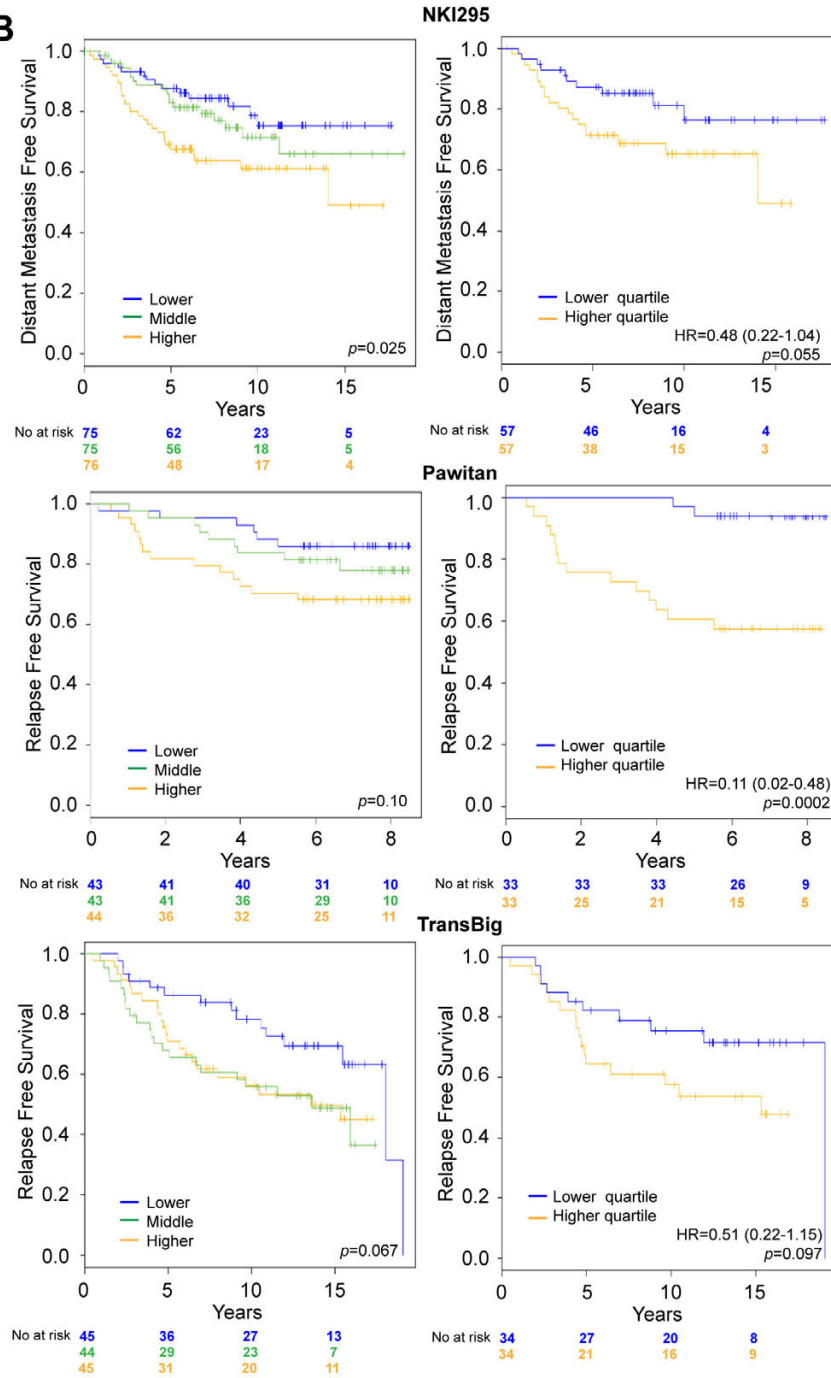 B
NKI295
Distant Metastasis Free Survival
1.0
0.8
0.6
0.4
0.2
0.0
Lower
Middle
Higher
p=0.025
0 5 10 15
Years
No at risk 75 62 23 5
75 56 18 5
76 48 17 4
Distant Metastasis Free Survival
1.0
0.8
0.6
0.4
0.2
0.0
Lower quartile
Higher quartile
HR=0.48 (0.22-1.04)
p=0.055
0 5 10 15
Years
No at risk 57 46 16 4
57 38 15 3
Pawitan
Relapse Free Survival
1.0
0.8
0.6
0.4
0.2
0.0
Lower
Middle
Higher
p=0.10
0 2 4 6 8
Years
No at risk 43 41 40 31 10
43 41 36 29 10
44 36 32 25 11
Relapse Free Survival
1.0
0.8
0.6
0.4
0.2
0.0
Lower quartile
Higher quartile
HR=0.11 (0.02-0.48)
p=0.0002
0 2 4 6 8
Years
No at risk 33 33 33 26 9
33 25 21 15 5
TransBig
Relapse Free Survival
1.0
0.8
0.6
0.4
0.2
0.0
Lower
Middle
Higher
p=0.067
0 5 10 15
Years
No at risk 45 36 27 13
44 29 23 7
45 31 20 11
Relapse Free Survival
1.0
0.8
0.6
0.4
0.2
0.0
Lower quartile
Higher quartile
HR=0.51 (0.22-1.15)
p=0.097
0 5 10 15
Years
No at risk 34 27 20 8
34 21 16 9